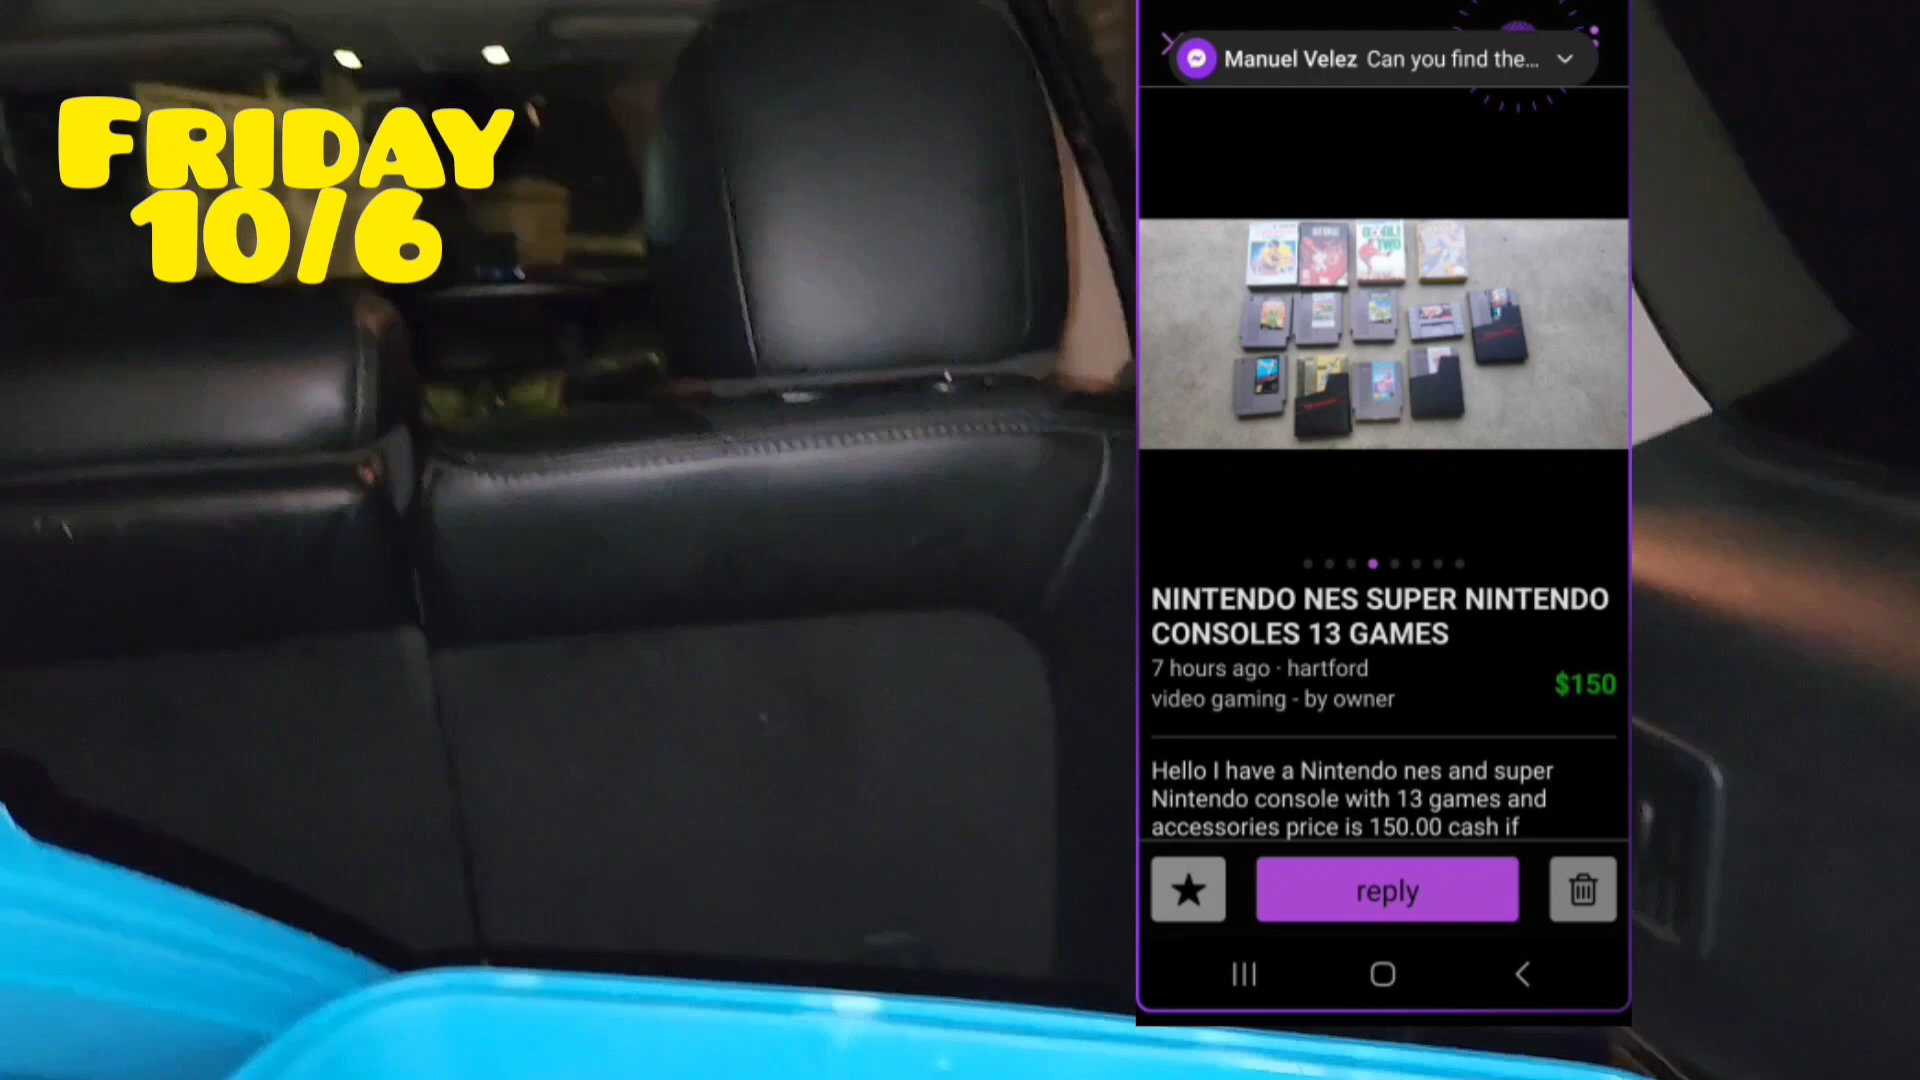 FRIDAY
10/6
Manuel Velez Can you find the...
GOAL!
TWO
NINTENDO NES SUPER NINTENDO
CONSOLES 13 GAMES
7 hours ago · hartford
$150
video gaming - by owner
Hello I have a Nintendo nes and super
Nintendo console with 13 games and
accessories price is 150.00 cash if
reply